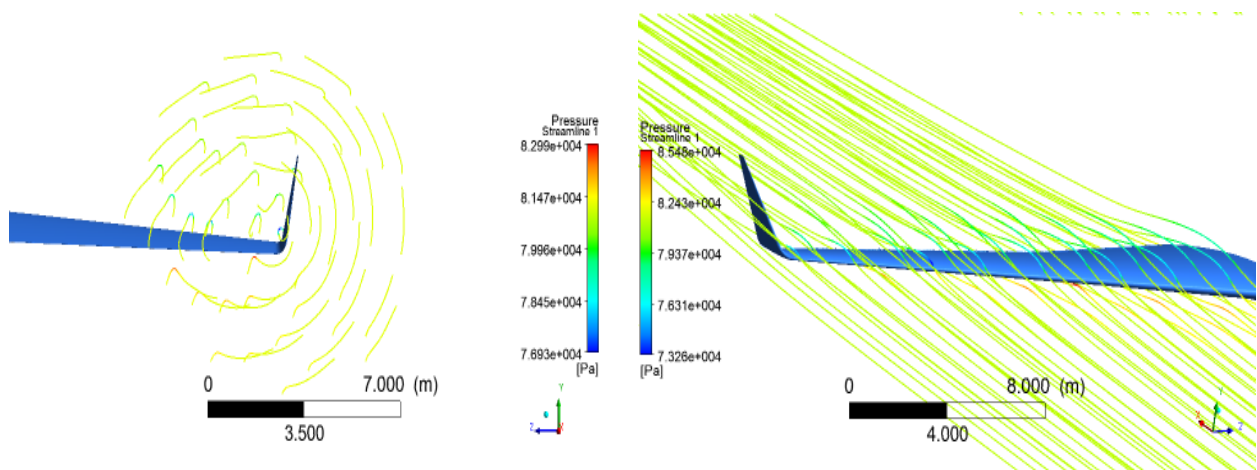 Pressure
Streamline 1
8.299e+004
8.147e+004
7.996e+004
7.845e+004
7.693e+004
[Pa]
0 7.000 (m)
3.500
Y
Z
X
Pressure
Streamline 1
8.548e+004
8.243e+004
7.937e+004
7.631e+004
7.326e+004
[Pa]
0 8.000 (m)
4.000
Y
X
Z